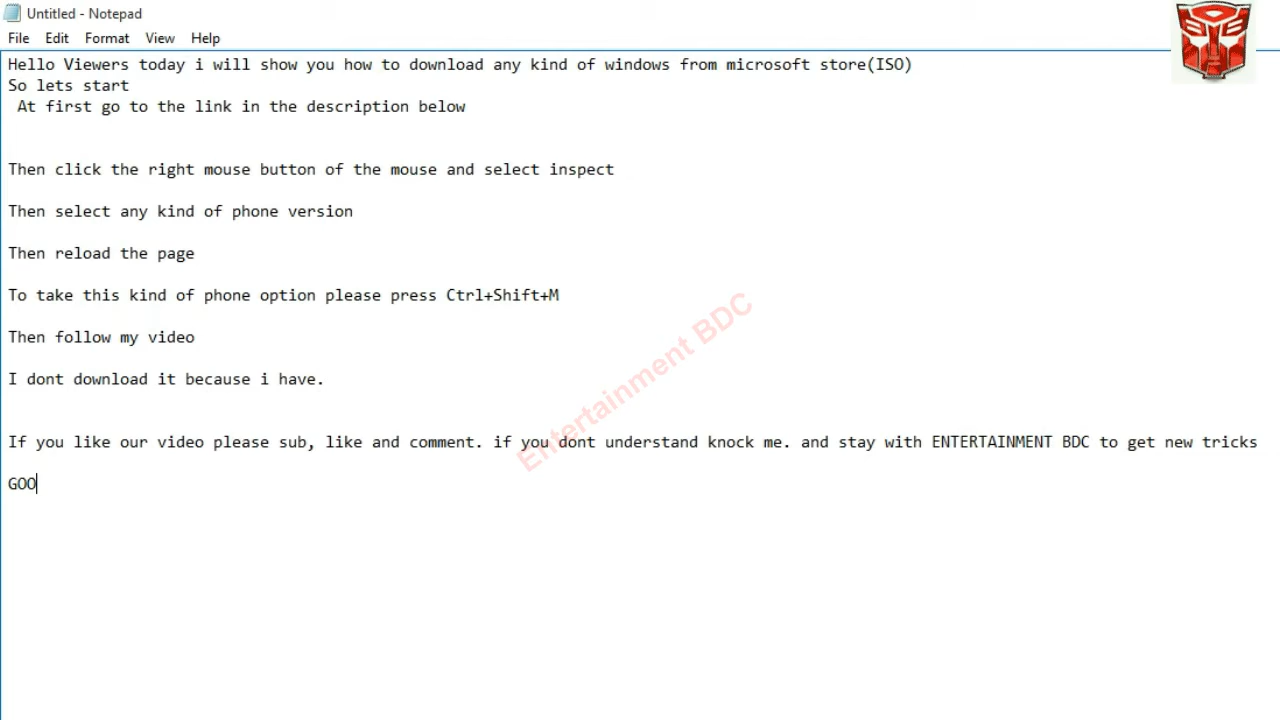 Untitled - Notepad
File Edit Format View Help
Hello Viewers today i will show you how to download any kind of windows from microsoft store(ISO)
So lets start
At first go to the link in the description below
Then click the right mouse button of the mouse and select inspect
Then select any kind of phone version
Then reload the page
To take this kind of phone option please press Ctrl+Shift+M
Then follow my video
I dont download it because i have.
If you like our video please sub, like and comment. if you dont understand knock me. and stay with ENTERTAINMENT BDC to get new tricks
GOO
Entertainment BDC